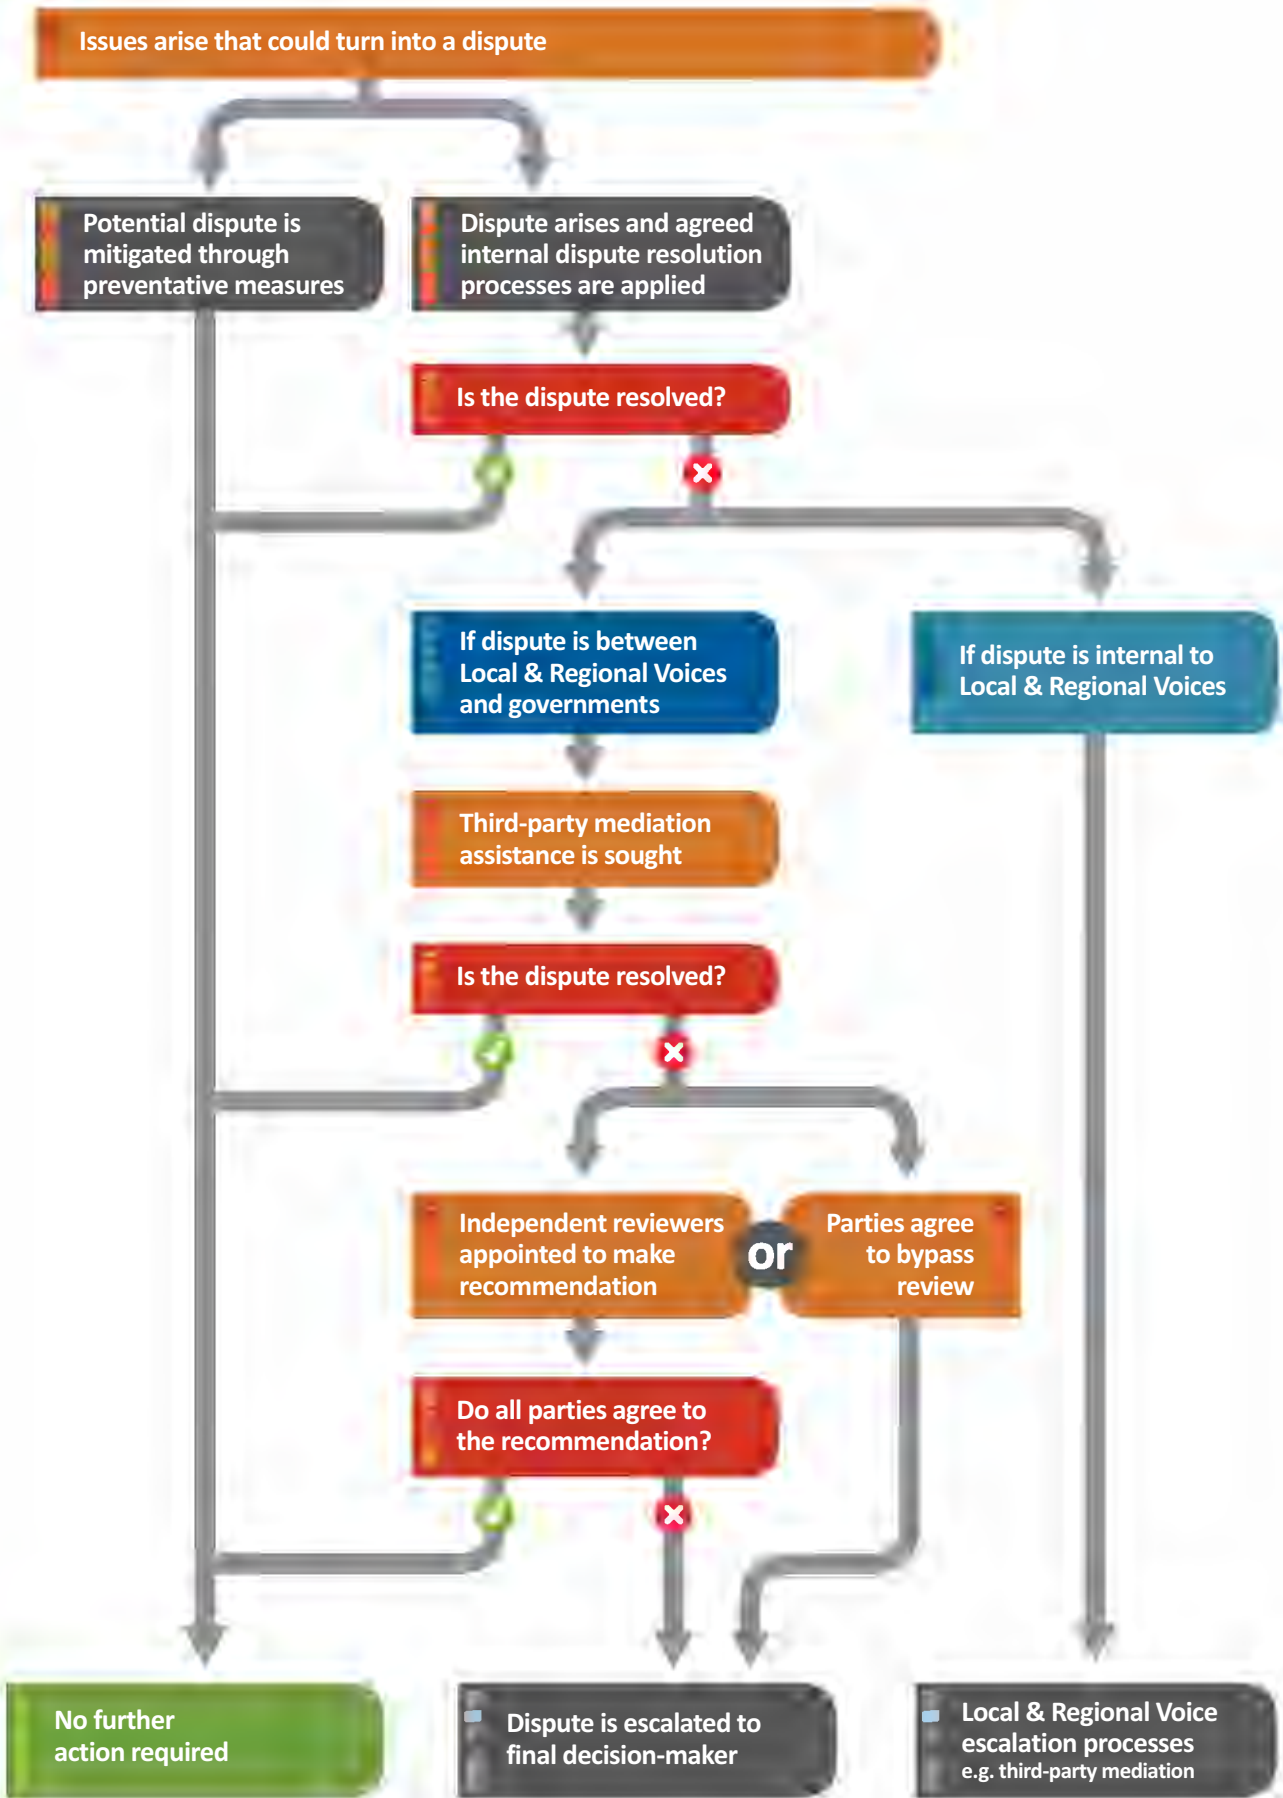 Issues arise that could turn into a dispute
Potential dispute is
mitigated through
preventative measures
Dispute arises and agreed
internal dispute resolution
processes are applied
Is the dispute resolved?
If dispute is between
Local & Regional Voices
and governments
If dispute is internal to
Local & Regional Voices
Third-party mediation
assistance is sought
Is the dispute resolved?
Independent reviewers
appointed to make
recommendation
or
Parties agree
to bypass
review
Do all parties agree to
the recommendation?
No further
action required
Dispute is escalated to
final decision-maker
Local & Regional Voice
escalation processes
e.g. third-party mediation